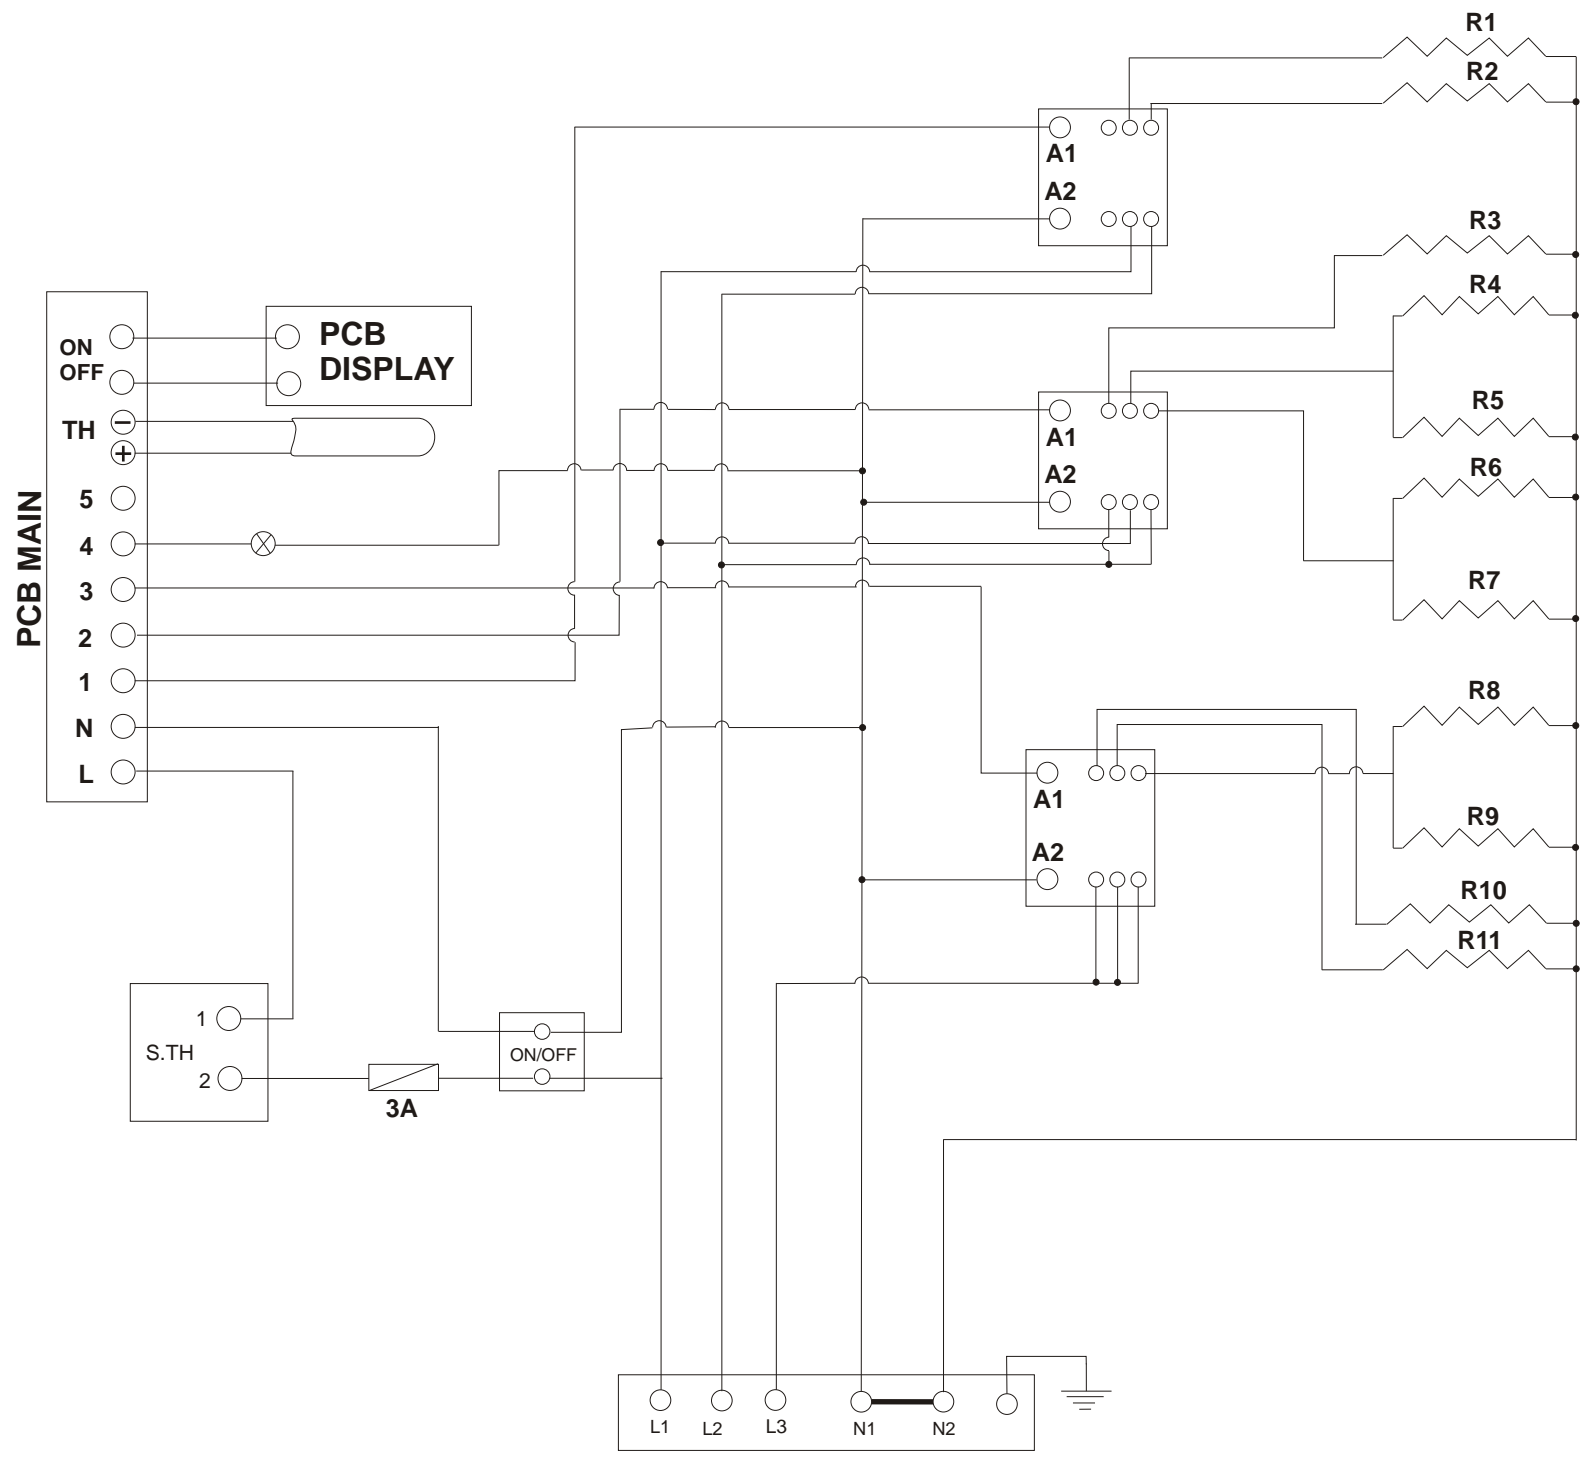 R1
R2
A1
A2
R3
R4
PCB
DISPLAY
ON
OFF
TH
−
+
A1
A2
R5
R6
PCB MAIN
5
4
3
2
1
N
L
R7
R8
A1
A2
R9
R10
R11
1
S.TH
2
3A
ON/OFF
L1
L2
L3
N1
N2